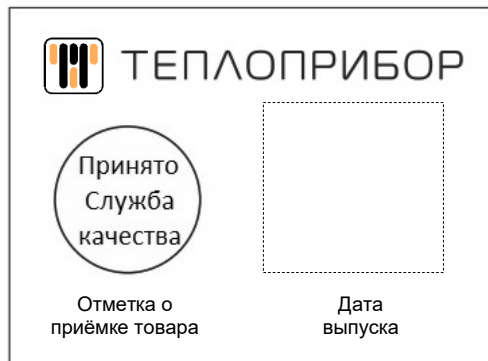 ТЕПЛОПРИБОР
Принято
Служба
качества
Отметка о
приёмке товара
Дата
выпуска